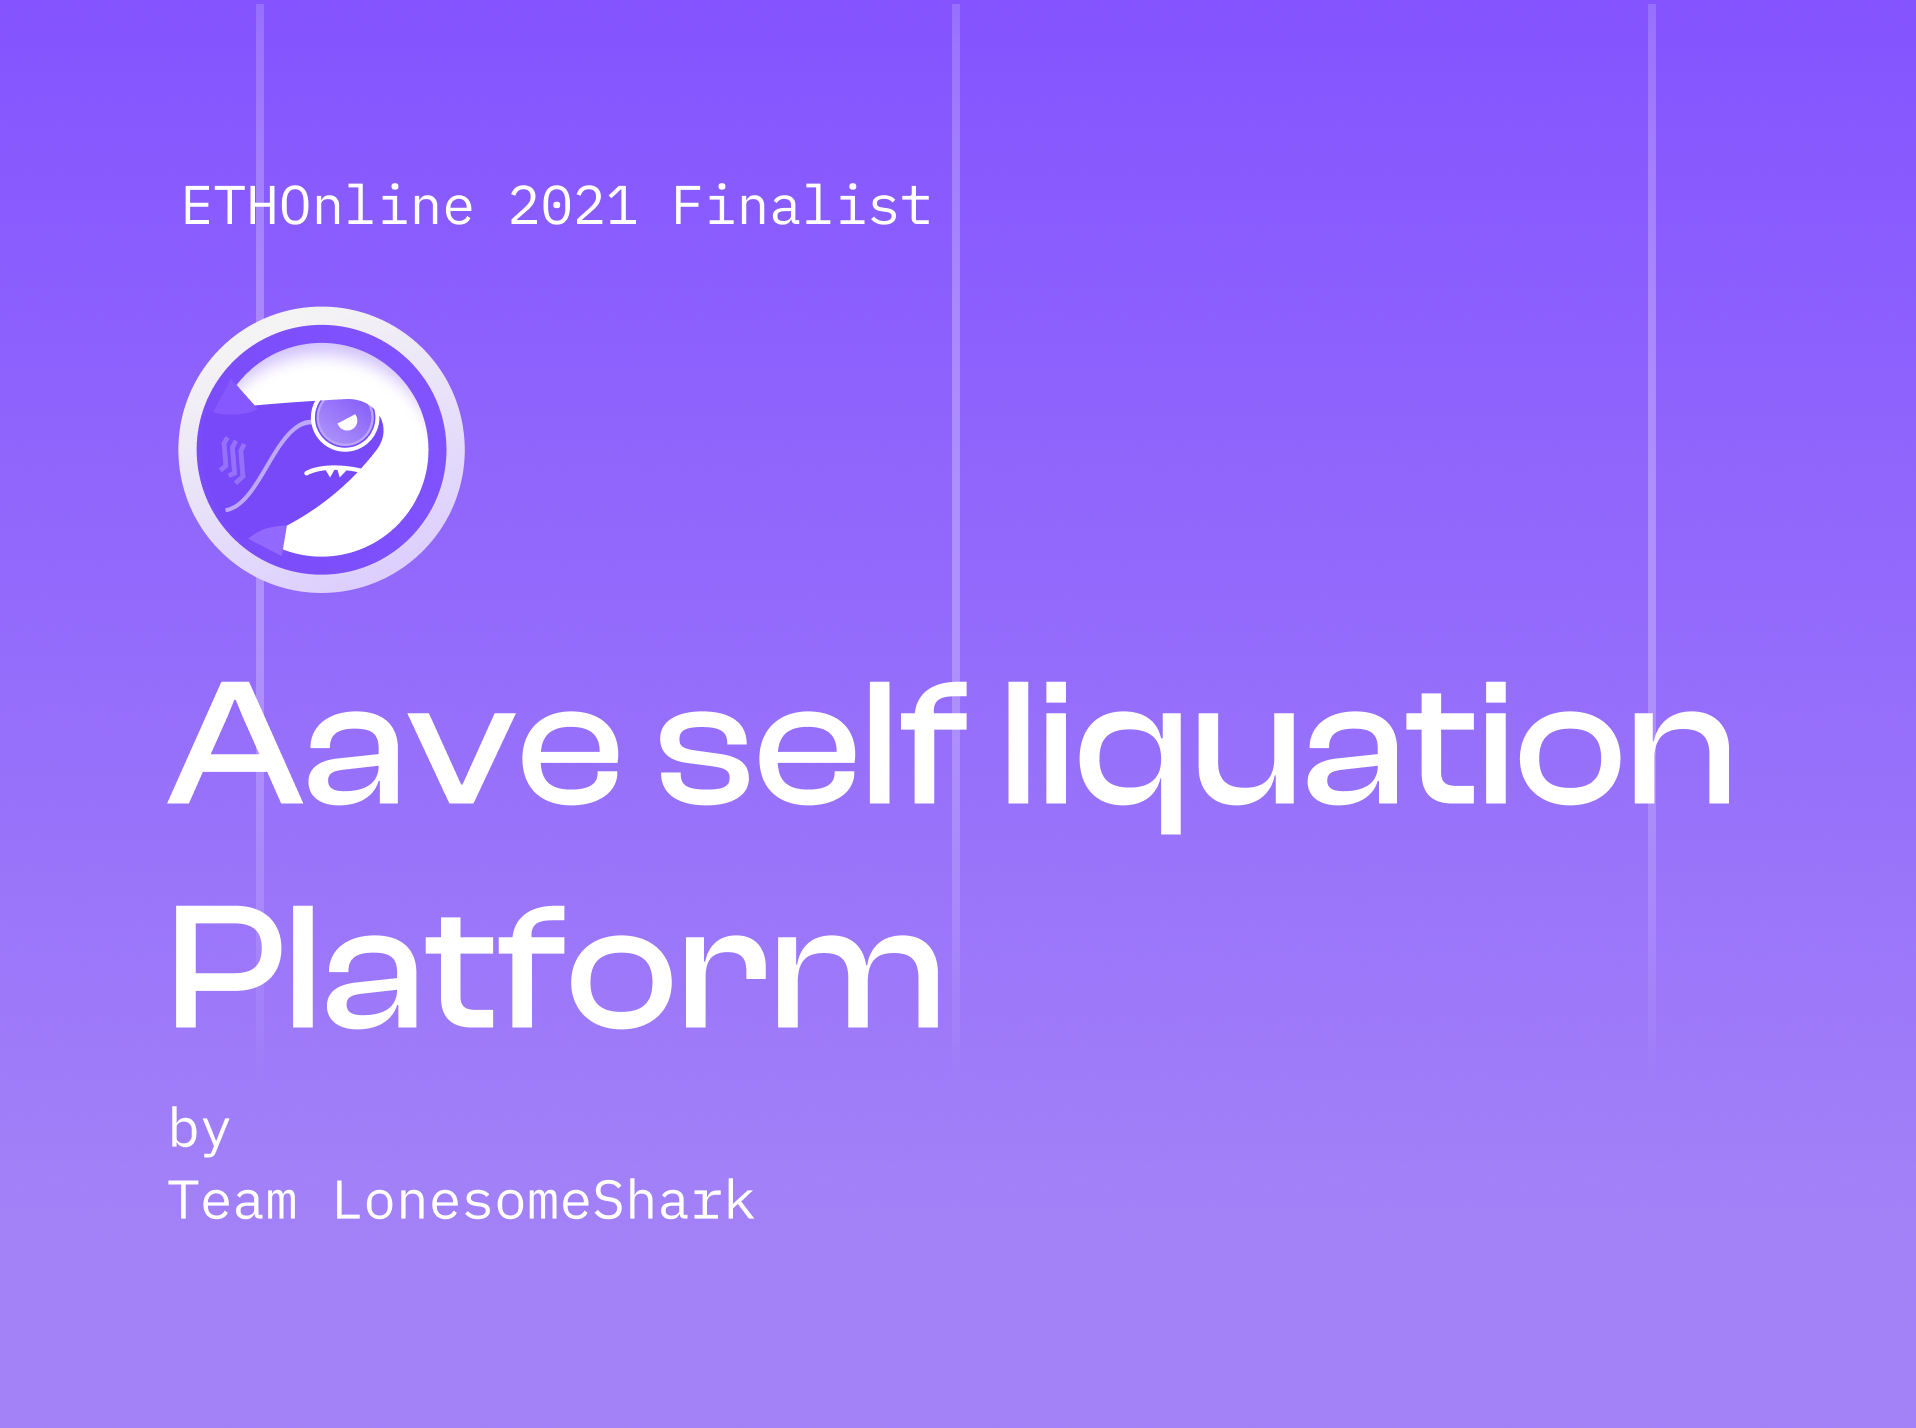 ETHOnline 2021 Finalist
Aave self liquation
Platform
by
Team LonesomeShark